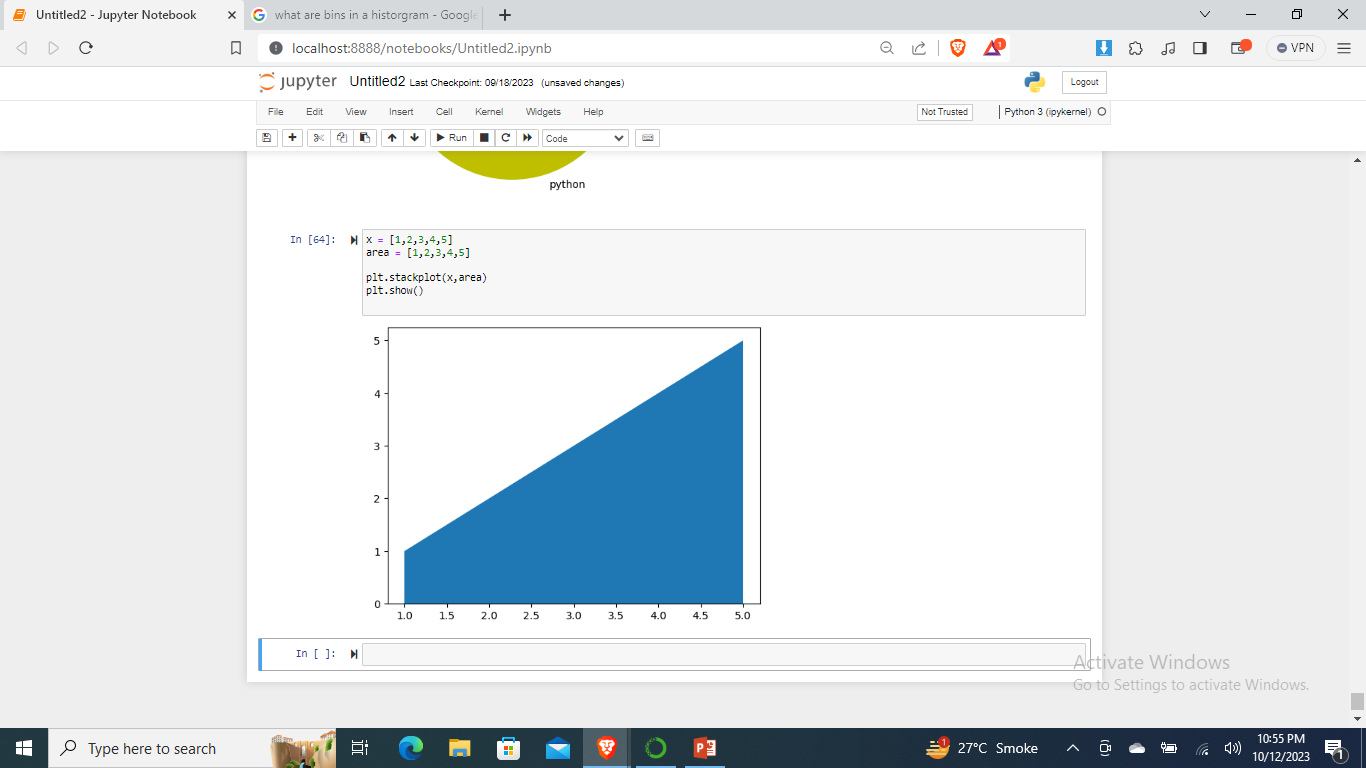 Untitled2 - Jupyter Notebook
what are bins in a historgram - Google
localhost:8888/notebooks/Untitled2.ipynb
1
VPN
jupyter Untitled2 Last Checkpoint: 09/18/2023 (unsaved changes)
Logout
File Edit View Insert Cell Kernel Widgets Help
Not Trusted
Python 3 (ipykernel)
Run
Code
python
In [64]:
x = [1,2,3,4,5]
area = [1,2,3,4,5]
plt.stackplot(x,area)
plt.show()
5
4
3
2
1
0
1.0 1.5 2.0 2.5 3.0 3.5 4.0 4.5 5.0
In [ ]:
Activate Windows
Go to Settings to activate Windows.
Type here to search
1
27°C Smoke
10:55 PM
10/12/2023
1